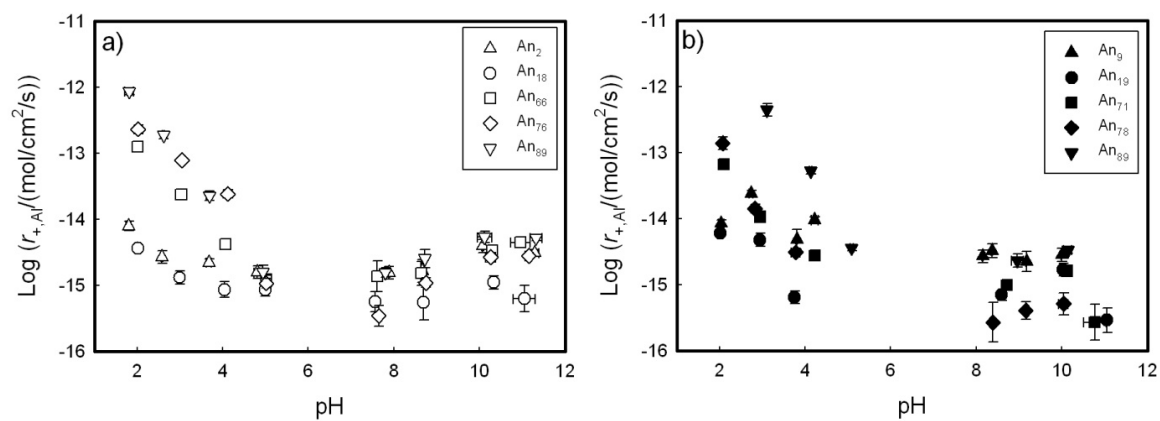 a)
Log (r+,Al/(mol/cm2/s))
-11
-12
-13
-14
-15
-16
2 4 6 8 10 12
pH
An2
An18
An66
An76
An89
b)
Log (r+,Al/(mol/cm2/s))
-11
-12
-13
-14
-15
-16
2 4 6 8 10 12
pH
An9
An19
An71
An78
An89